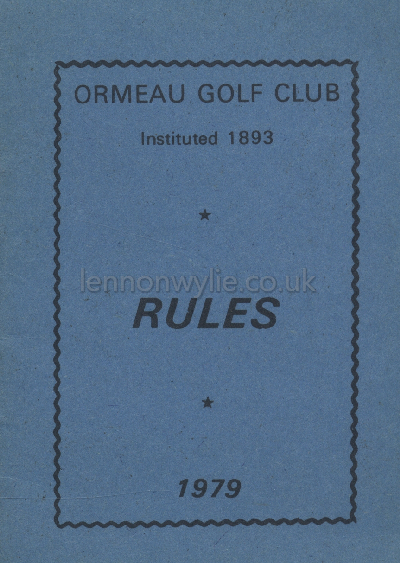 ORMEAU GOLF CLUB
Instituted 1893
lennonwylie.co.uk
RULES
1979